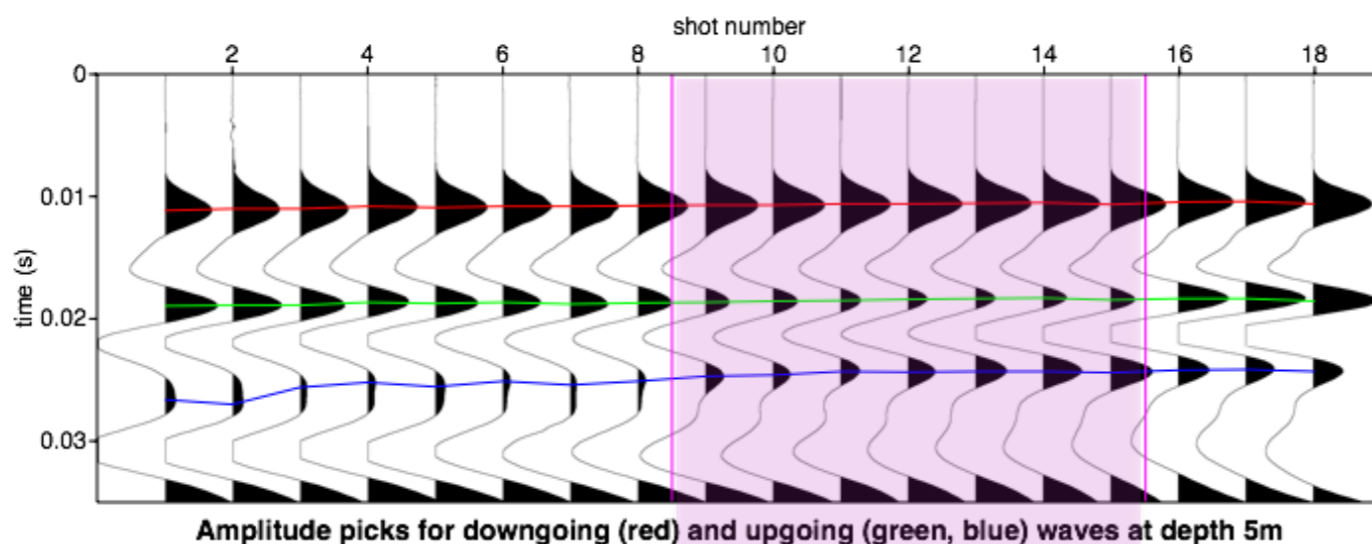 shot number
2 4 6 8 10 12 14 16 18
0
0.01
0.02
0.03
time (s)
Amplitude picks for downgoing (red) and upgoing (green, blue) waves at depth 5m